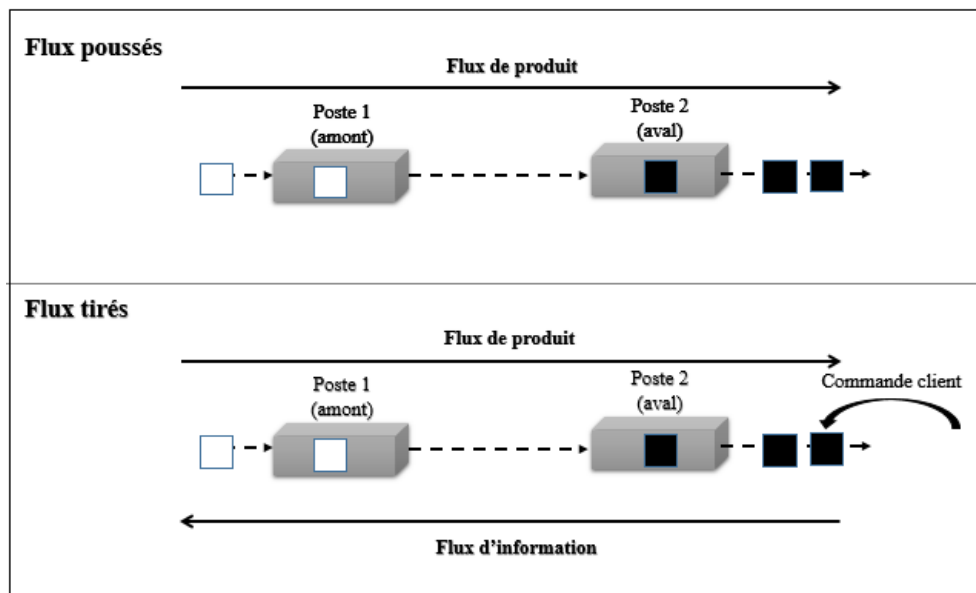 Flux poussés
Flux de produit
Poste 1
(amont)
Poste 2
(aval)
Flux tirés
Flux de produit
Poste 1
(amont)
Poste 2
(aval)
Commande client
Flux d’information